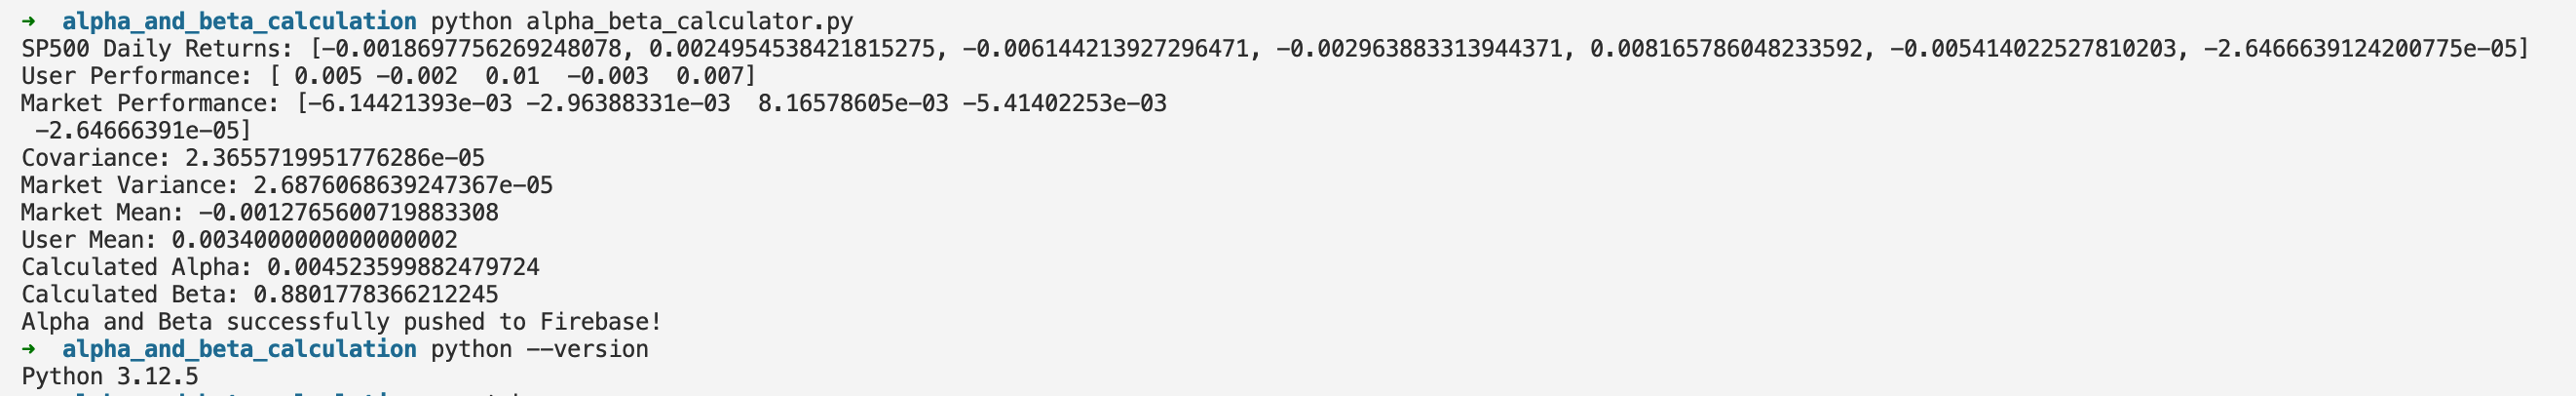 → alpha_and_beta_calculation python alpha_beta_calculator.py
SP500 Daily Returns: [-0.0018697756269248078, 0.0024954538421815275, -0.006144213927296471, -0.002963883313944371, 0.008165786048233592, -0.005414022527810203, -2.6466639124200775e-05]
User Performance: [ 0.005 -0.002  0.01  -0.003  0.007]
Market Performance: [-6.14421393e-03 -2.96388331e-03  8.16578605e-03 -5.41402253e-03
 -2.64666391e-05]
Covariance: 2.3655719951776286e-05
Market Variance: 2.6876068639247367e-05
Market Mean: -0.0012765600719883308
User Mean: 0.0034000000000000002
Calculated Alpha: 0.004523599882479724
Calculated Beta: 0.8801778366212245
Alpha and Beta successfully pushed to Firebase!
→ alpha_and_beta_calculation python --version
Python 3.12.5